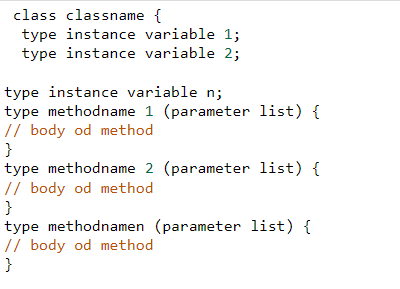 class classname {
type instance variable 1;
type instance variable 2;
type instance variable n;
type methodname 1 (parameter list) {
// body od method
}
type methodname 2 (parameter list) {
// body od method
}
type methodnamen (parameter list) {
// body od method
}